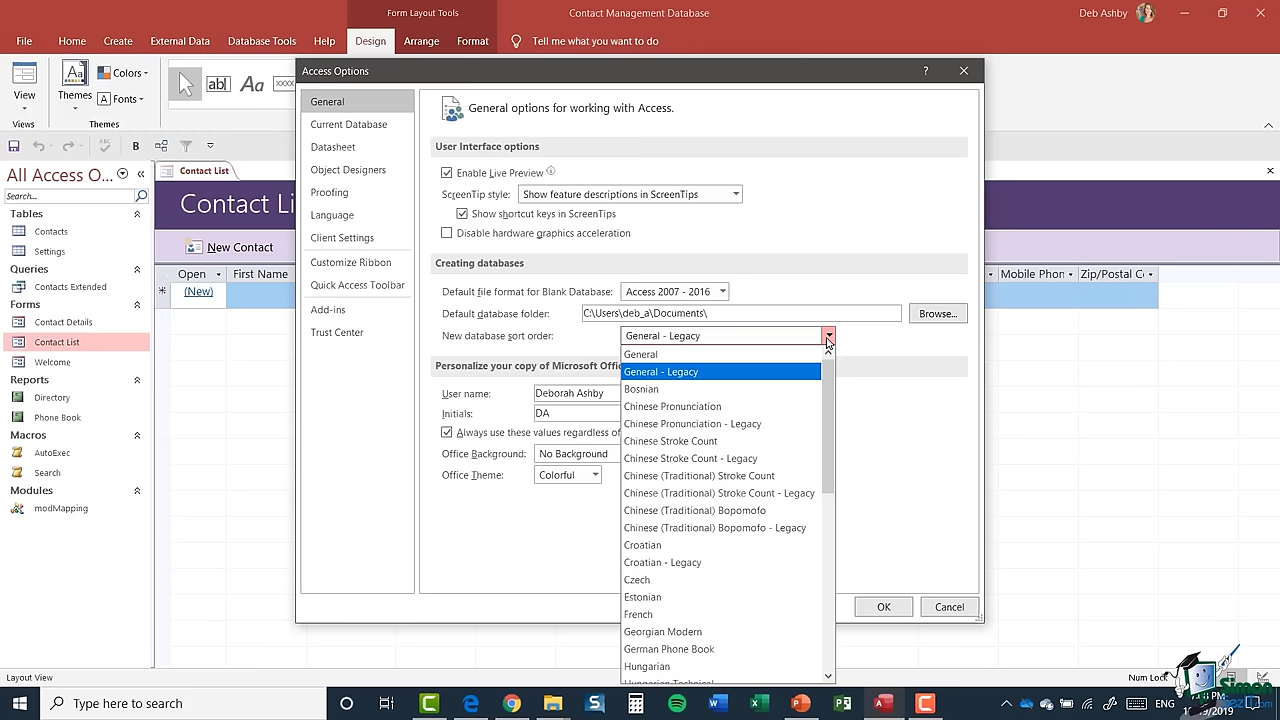 Form Layout Tools
Contact Management Database
Deb Ashby
File Home Create External Data Database Tools Help Design Arrange Format Tell me what you want to do
View
Views
Aa
Themes
Colors
Fonts
Themes
ab|
Aa
XXXX
ABC
B
All Access O...
Search...
Tables
Contacts
Settings
Queries
Contacts Extended
Forms
Contact Details
Contact List
Welcome
Reports
Directory
Phone Book
Macros
AutoExec
Search
Modules
modMapping
Contact List
Contact Li
New Contact
Open First Name
(New)
Mobile Phon Zip/Postal C
Access Options
?
General
Current Database
Datasheet
Object Designers
Proofing
Language
Client Settings
Customize Ribbon
Quick Access Toolbar
Add-ins
Trust Center
General options for working with Access.
User Interface options
Enable Live Preview
ScreenTip style: Show feature descriptions in ScreenTips
Show shortcut keys in ScreenTips
Disable hardware graphics acceleration
Creating databases
Default file format for Blank Database: Access 2007 - 2016
Default database folder: C:\Users\deb_a\Documents\ Browse...
New database sort order: General - Legacy
Personalize your copy of Microsoft Offi
User name: Deborah Ashby
Initials: DA
Always use these values regardless of
Office Background: No Background
Office Theme: Colorful
General
General - Legacy
Bosnian
Chinese Pronunciation
Chinese Pronunciation - Legacy
Chinese Stroke Count
Chinese Stroke Count - Legacy
Chinese (Traditional) Stroke Count
Chinese (Traditional) Stroke Count - Legacy
Chinese (Traditional) Bopomofo
Chinese (Traditional) Bopomofo - Legacy
Croatian
Croatian - Legacy
Czech
Estonian
French
Georgian Modern
German Phone Book
Hungarian
Hungarian Technical
OK Cancel
Layout View
Num Lock
Type here to search
ENG
Simon